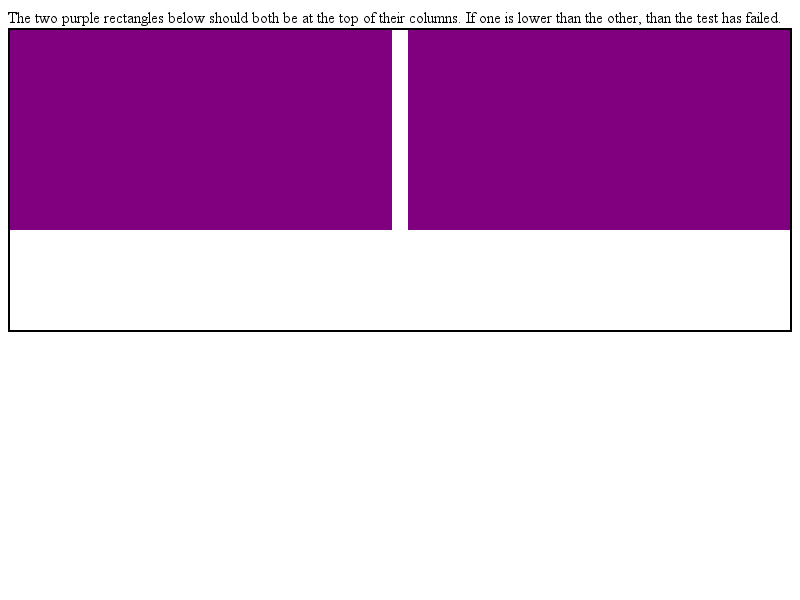 The two purple rectangles below should both be at the top of their columns. If one is lower than the other, than the test has failed.